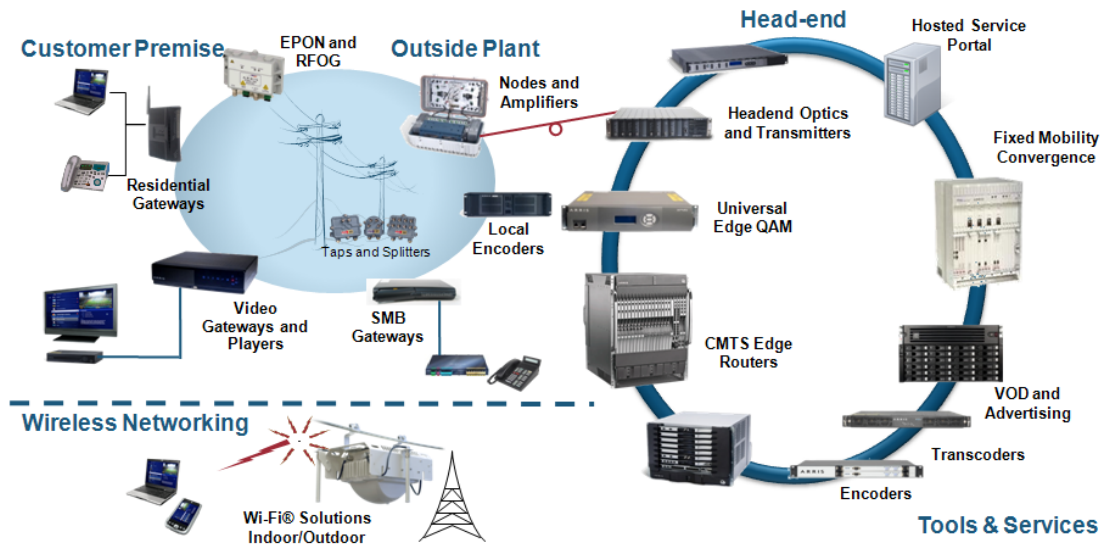 Customer Premise
EPON and
RFOG
Outside Plant
Head-end
Hosted Service
Portal
Nodes and
Amplifiers
Headend Optics
and Transmitters
Fixed Mobility
Convergence
Residential
Gateways
Local
Encoders
Universal
Edge QAM
Taps and Splitters
Video
Gateways and
Players
SMB
Gateways
CMTS Edge
Routers
VOD and
Advertising
Transcoders
ARRIS
Encoders
Wireless Networking
Wi-Fi® Solutions
Indoor/Outdoor
Tools & Services